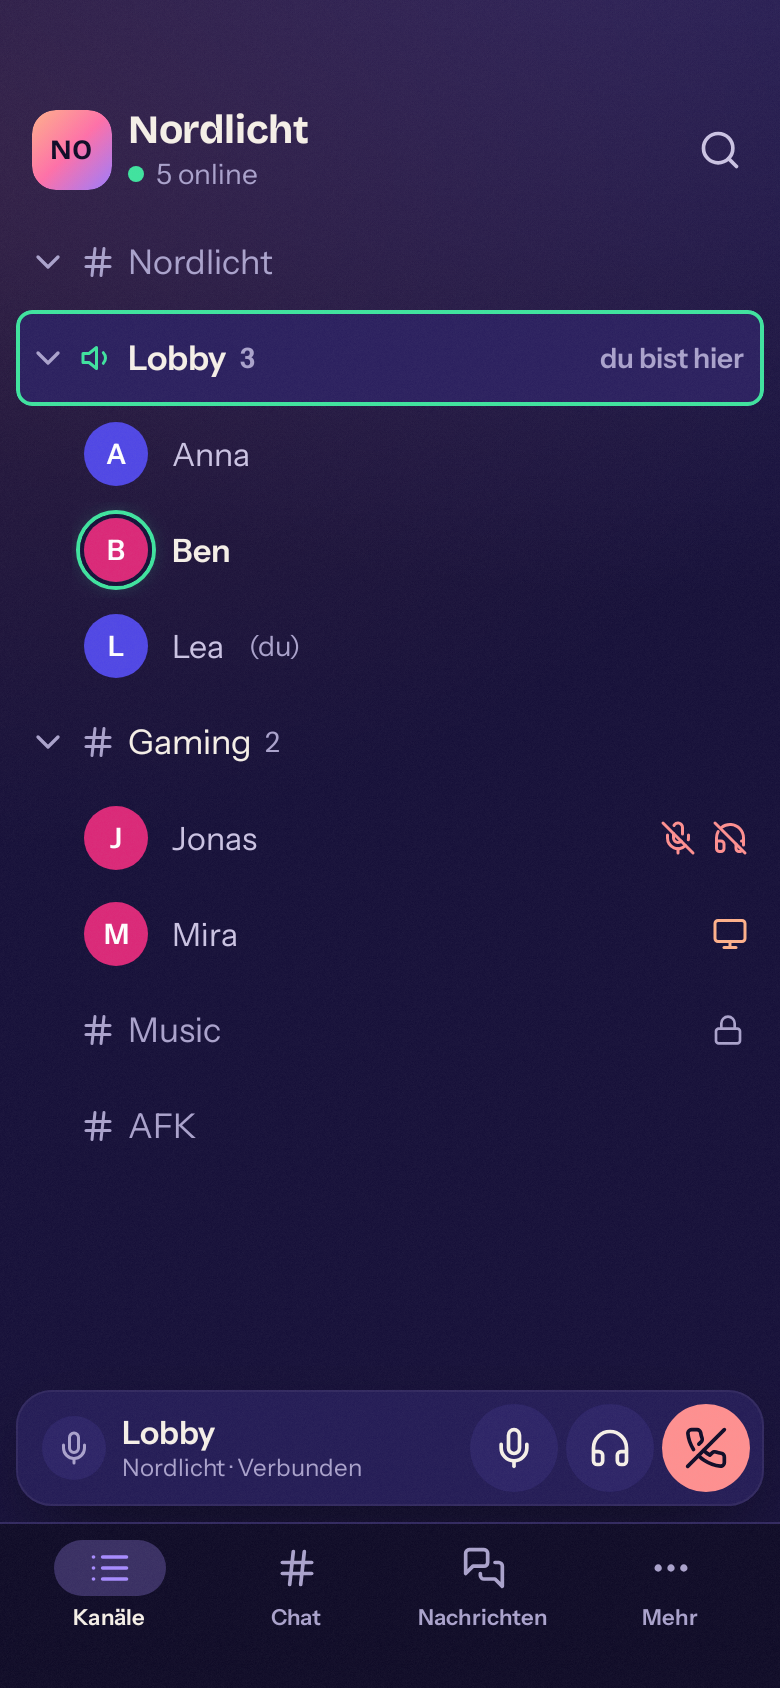 NO
Nordlicht
5 online
# Nordlicht
Lobby 3 du bist hier
A Anna
B Ben
L Lea (du)
# Gaming 2
J Jonas
M Mira
# Music
# AFK
Lobby
Nordlicht · Verbunden
Kanäle Chat Nachrichten Mehr